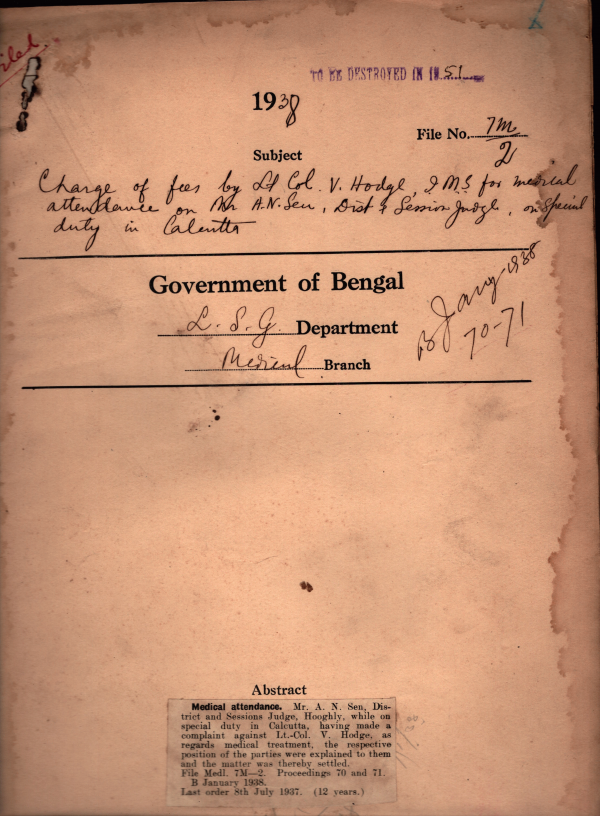 TO BE DESTROYED IN 19 51
1938
File No. 7M/2
Subject
Charge of fees by Lt Col. V. Hodge, I.M.S. for medical
attendance on Mr A.N. Sen, Dist & Session Judge, on special
duty in Calcutta
Government of Bengal
L. S. G. Department
Medical Branch
B Jany-1938
70-71
Abstract
Medical attendance. Mr. A. N. Sen, Dis-
trict and Sessions Judge, Hooghly, while on
special duty in Calcutta, having made a
complaint against Lt.-Col. V. Hodge, as
regards medical treatment, the respective
position of the parties were explained to them
and the matter was thereby settled.
File Medl. 7M—2. Proceedings 70 and 71.
B January 1938.
Last order 8th July 1937. (12 years.)